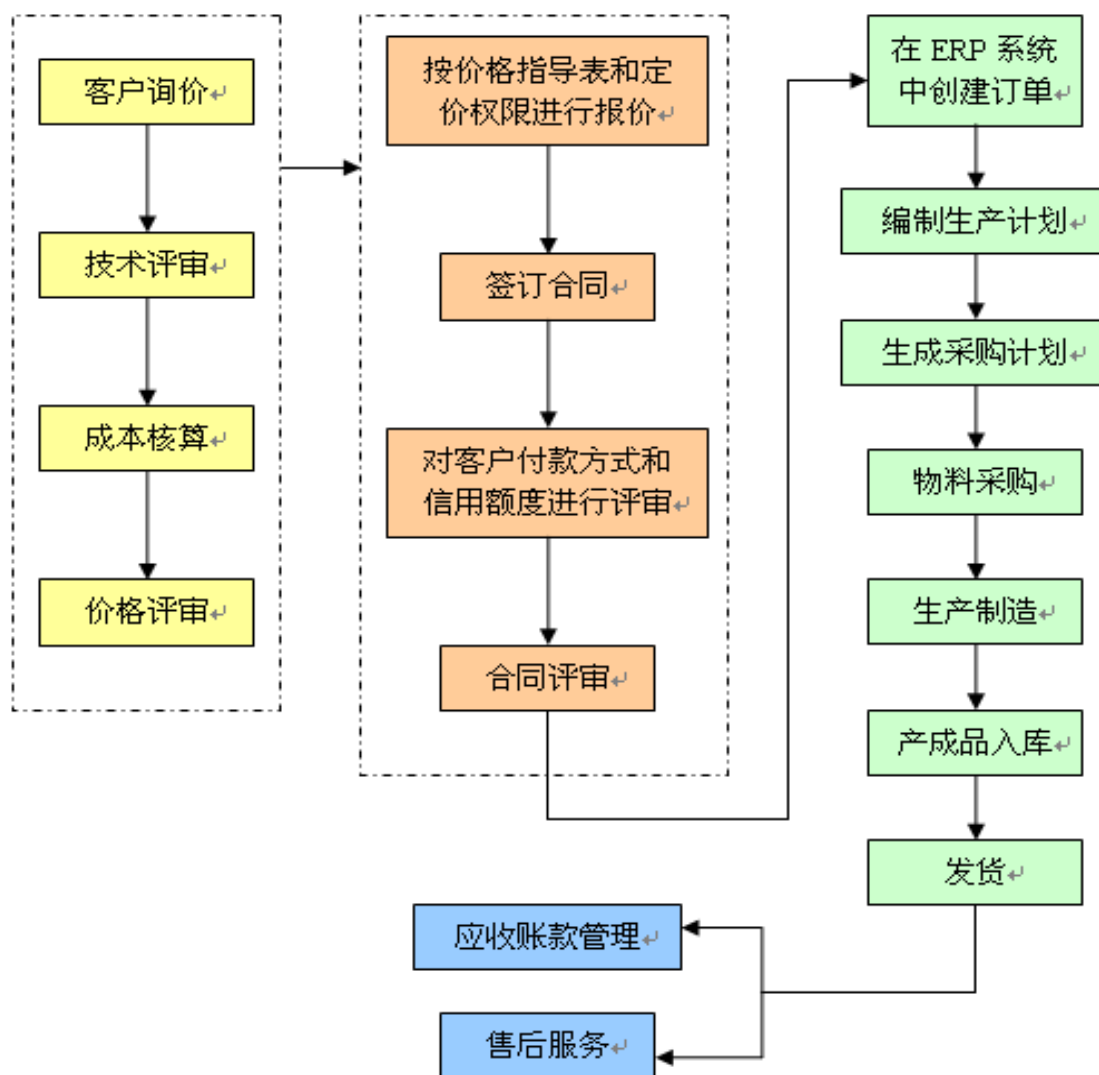 客户询价
技术评审
成本核算
价格评审
按价格指导表和定
价权限进行报价
签订合同
对客户付款方式和
信用额度进行评审
合同评审
在 ERP 系统
中创建订单
编制生产计划
生成采购计划
物料采购
生产制造
产成品入库
发货
应收账款管理
售后服务